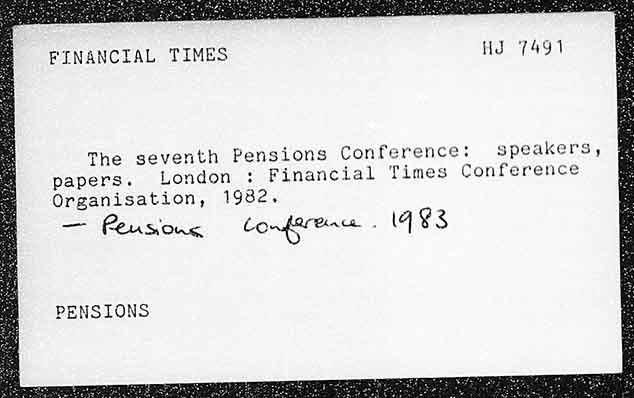 FINANCIAL TIMES HJ 7491
The seventh Pensions Conference: speakers,
papers. London : Financial Times Conference
Organisation, 1982.
— Pensions Conference. 1983
PENSIONS